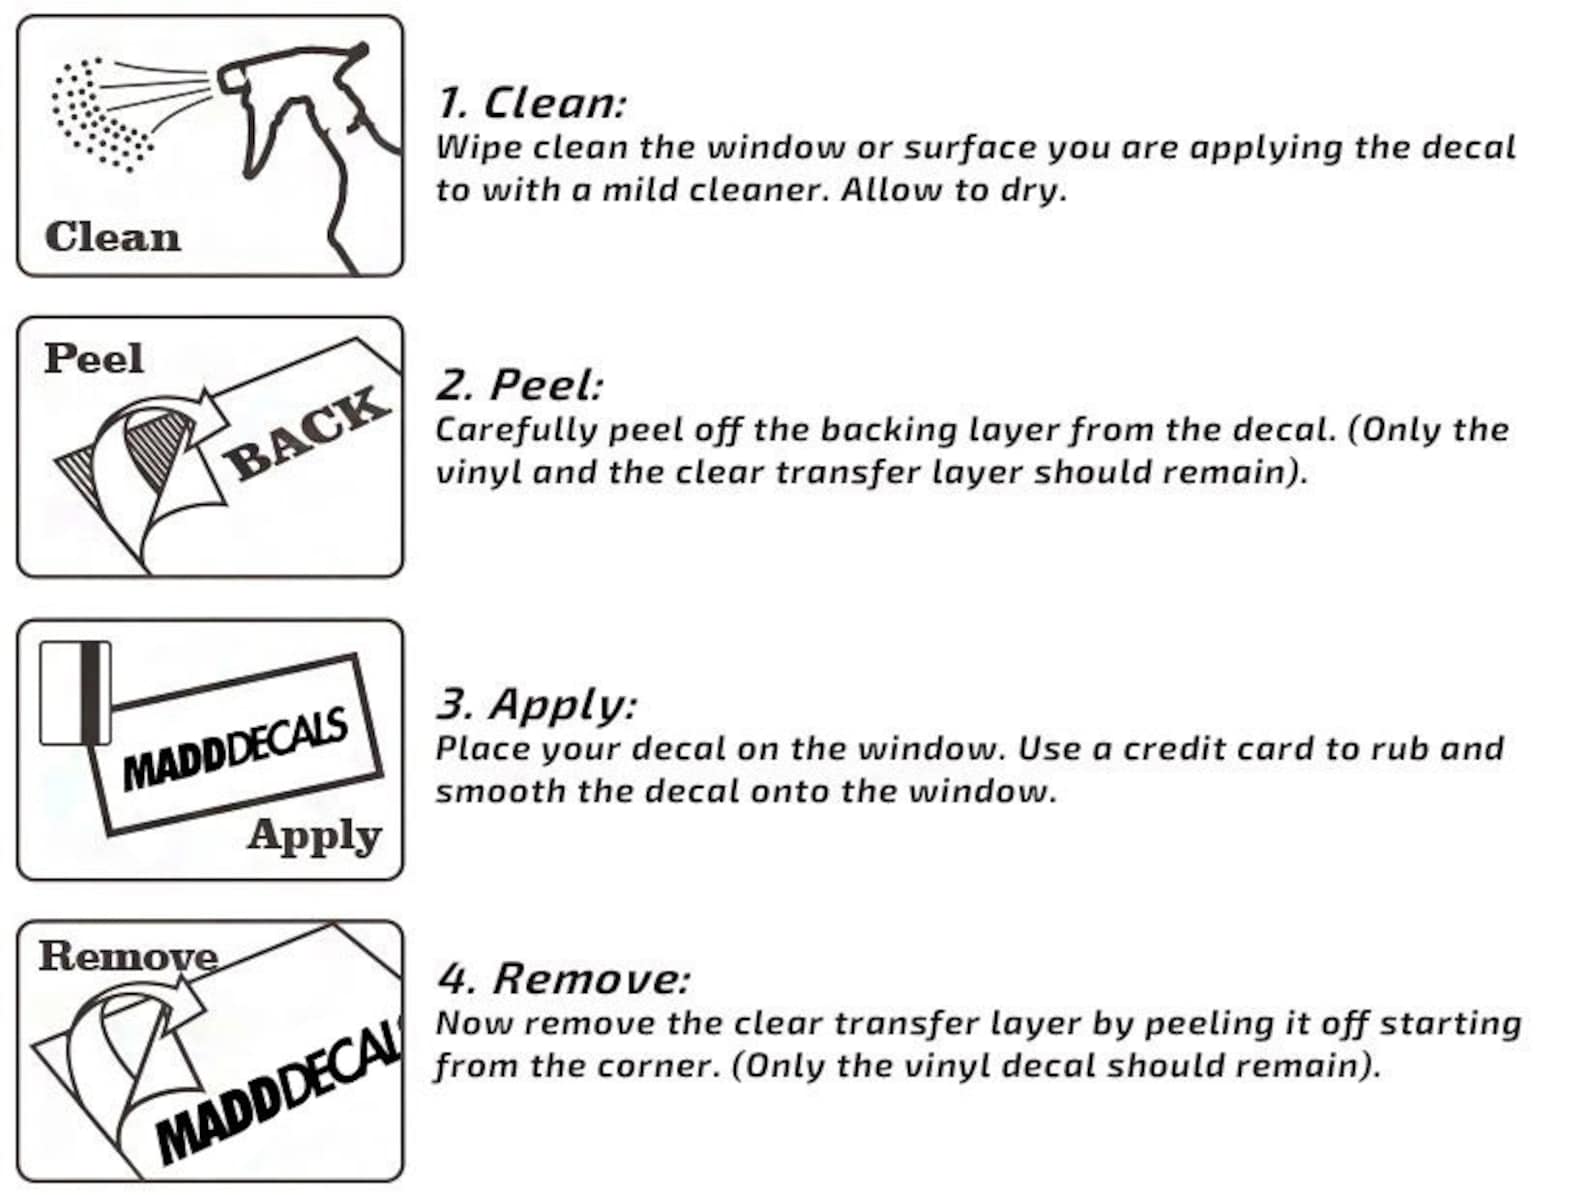 Clean
1. Clean:
Wipe clean the window or surface you are applying the decal
to with a mild cleaner. Allow to dry.
Peel
BACK
2. Peel:
Carefully peel off the backing layer from the decal. (Only the
vinyl and the clear transfer layer should remain).
MADDDECALS
Apply
3. Apply:
Place your decal on the window. Use a credit card to rub and
smooth the decal onto the window.
Remove
MADDDECAL
4. Remove:
Now remove the clear transfer layer by peeling it off starting
from the corner. (Only the vinyl decal should remain).